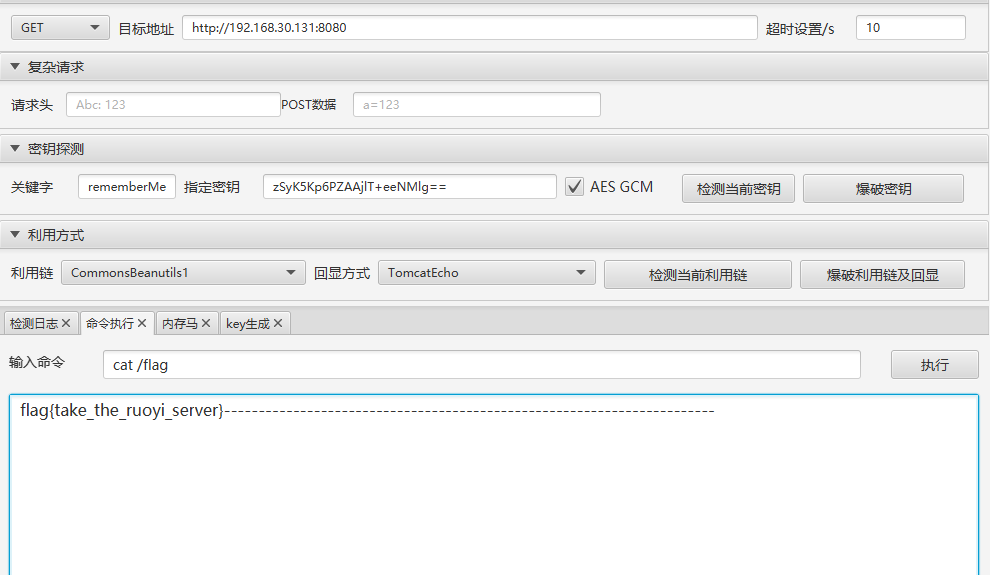 GET 目标地址 http://192.168.30.131:8080 超时设置/s 10
复杂请求
请求头 Abc: 123 POST数据 a=123
密钥探测
关键字 rememberMe 指定密钥 zSyK5Kp6PZAAjlT+eeNMlg== AES GCM 检测当前密钥 爆破密钥
利用方式
利用链 CommonsBeanutils1 回显方式 TomcatEcho 检测当前利用链 爆破利用链及回显
检测日志 命令执行 内存马 key生成
输入命令 cat /flag 执行
flag{take_the_ruoyi_server}-----------------------------------------------------------------------